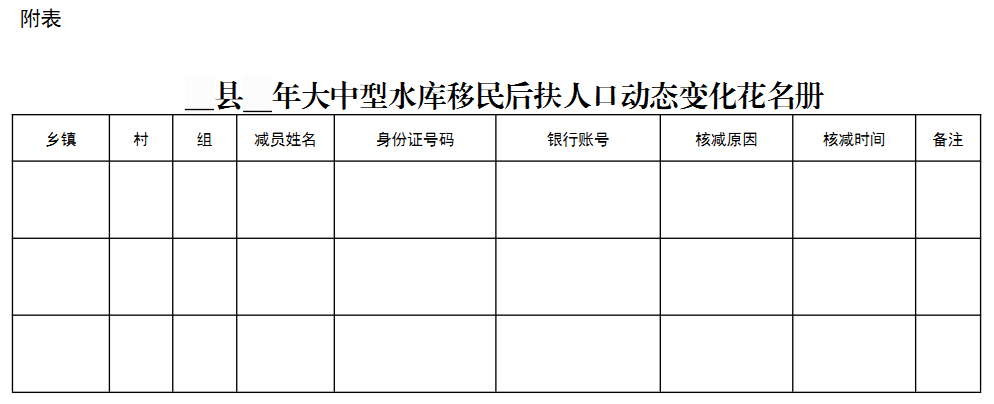 附表
__县__年大中型水库移民后扶人口动态变化花名册
乡镇 村 组 减员姓名 身份证号码 银行账号 核减原因 核减时间 备注